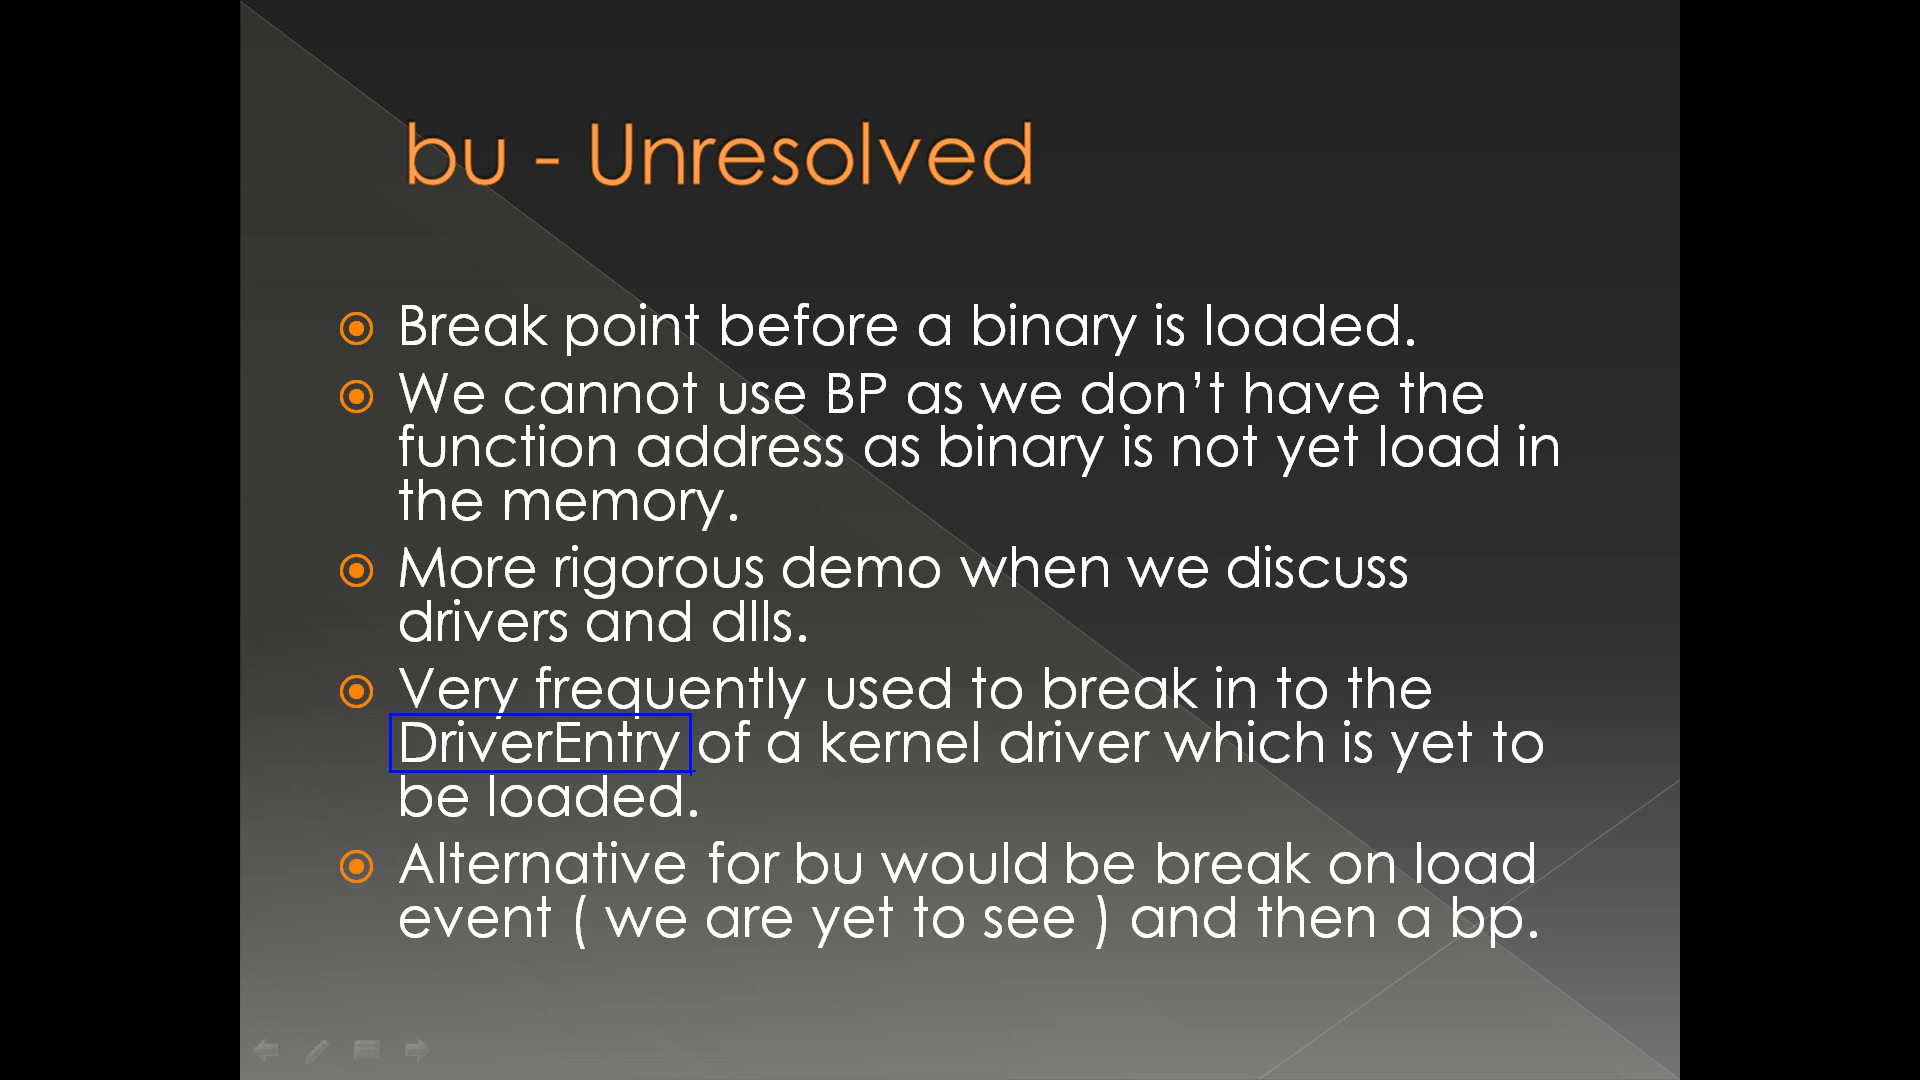 bu - Unresolved
Break point before a binary is loaded.
We cannot use BP as we don’t have the
function address as binary is not yet load in
the memory.
More rigorous demo when we discuss
drivers and dlls.
Very frequently used to break in to the
DriverEntry of a kernel driver which is yet to
be loaded.
Alternative for bu would be break on load
event ( we are yet to see ) and then a bp.